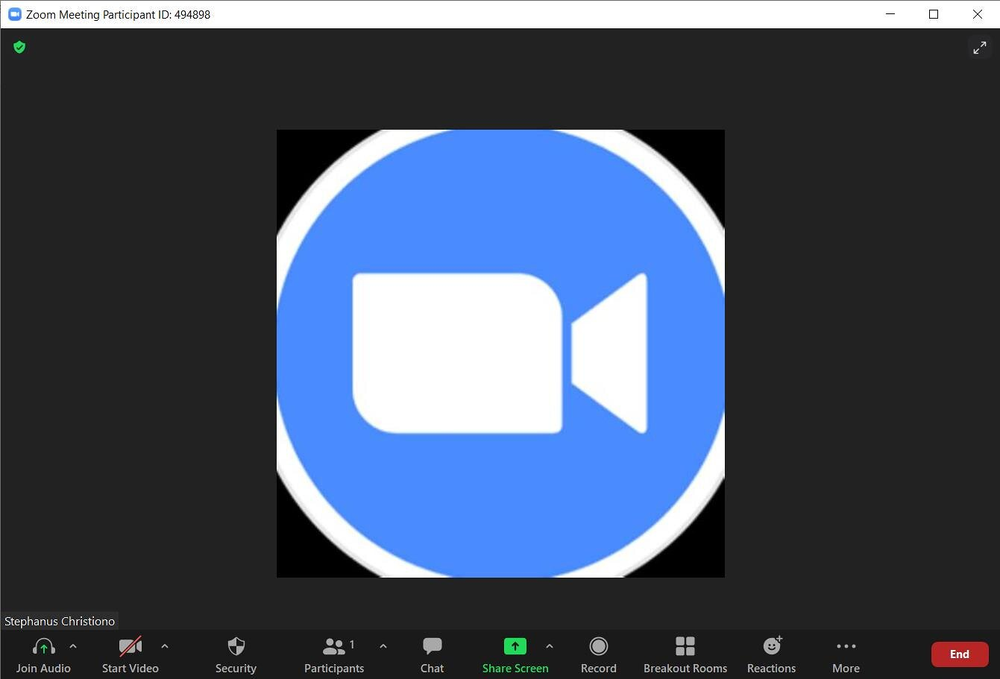 Zoom Meeting Participant ID: 494898
Stephanus Christiono
1
Join Audio
Start Video
Security
Participants
Chat
Share Screen
Record
Breakout Rooms
Reactions
More
End